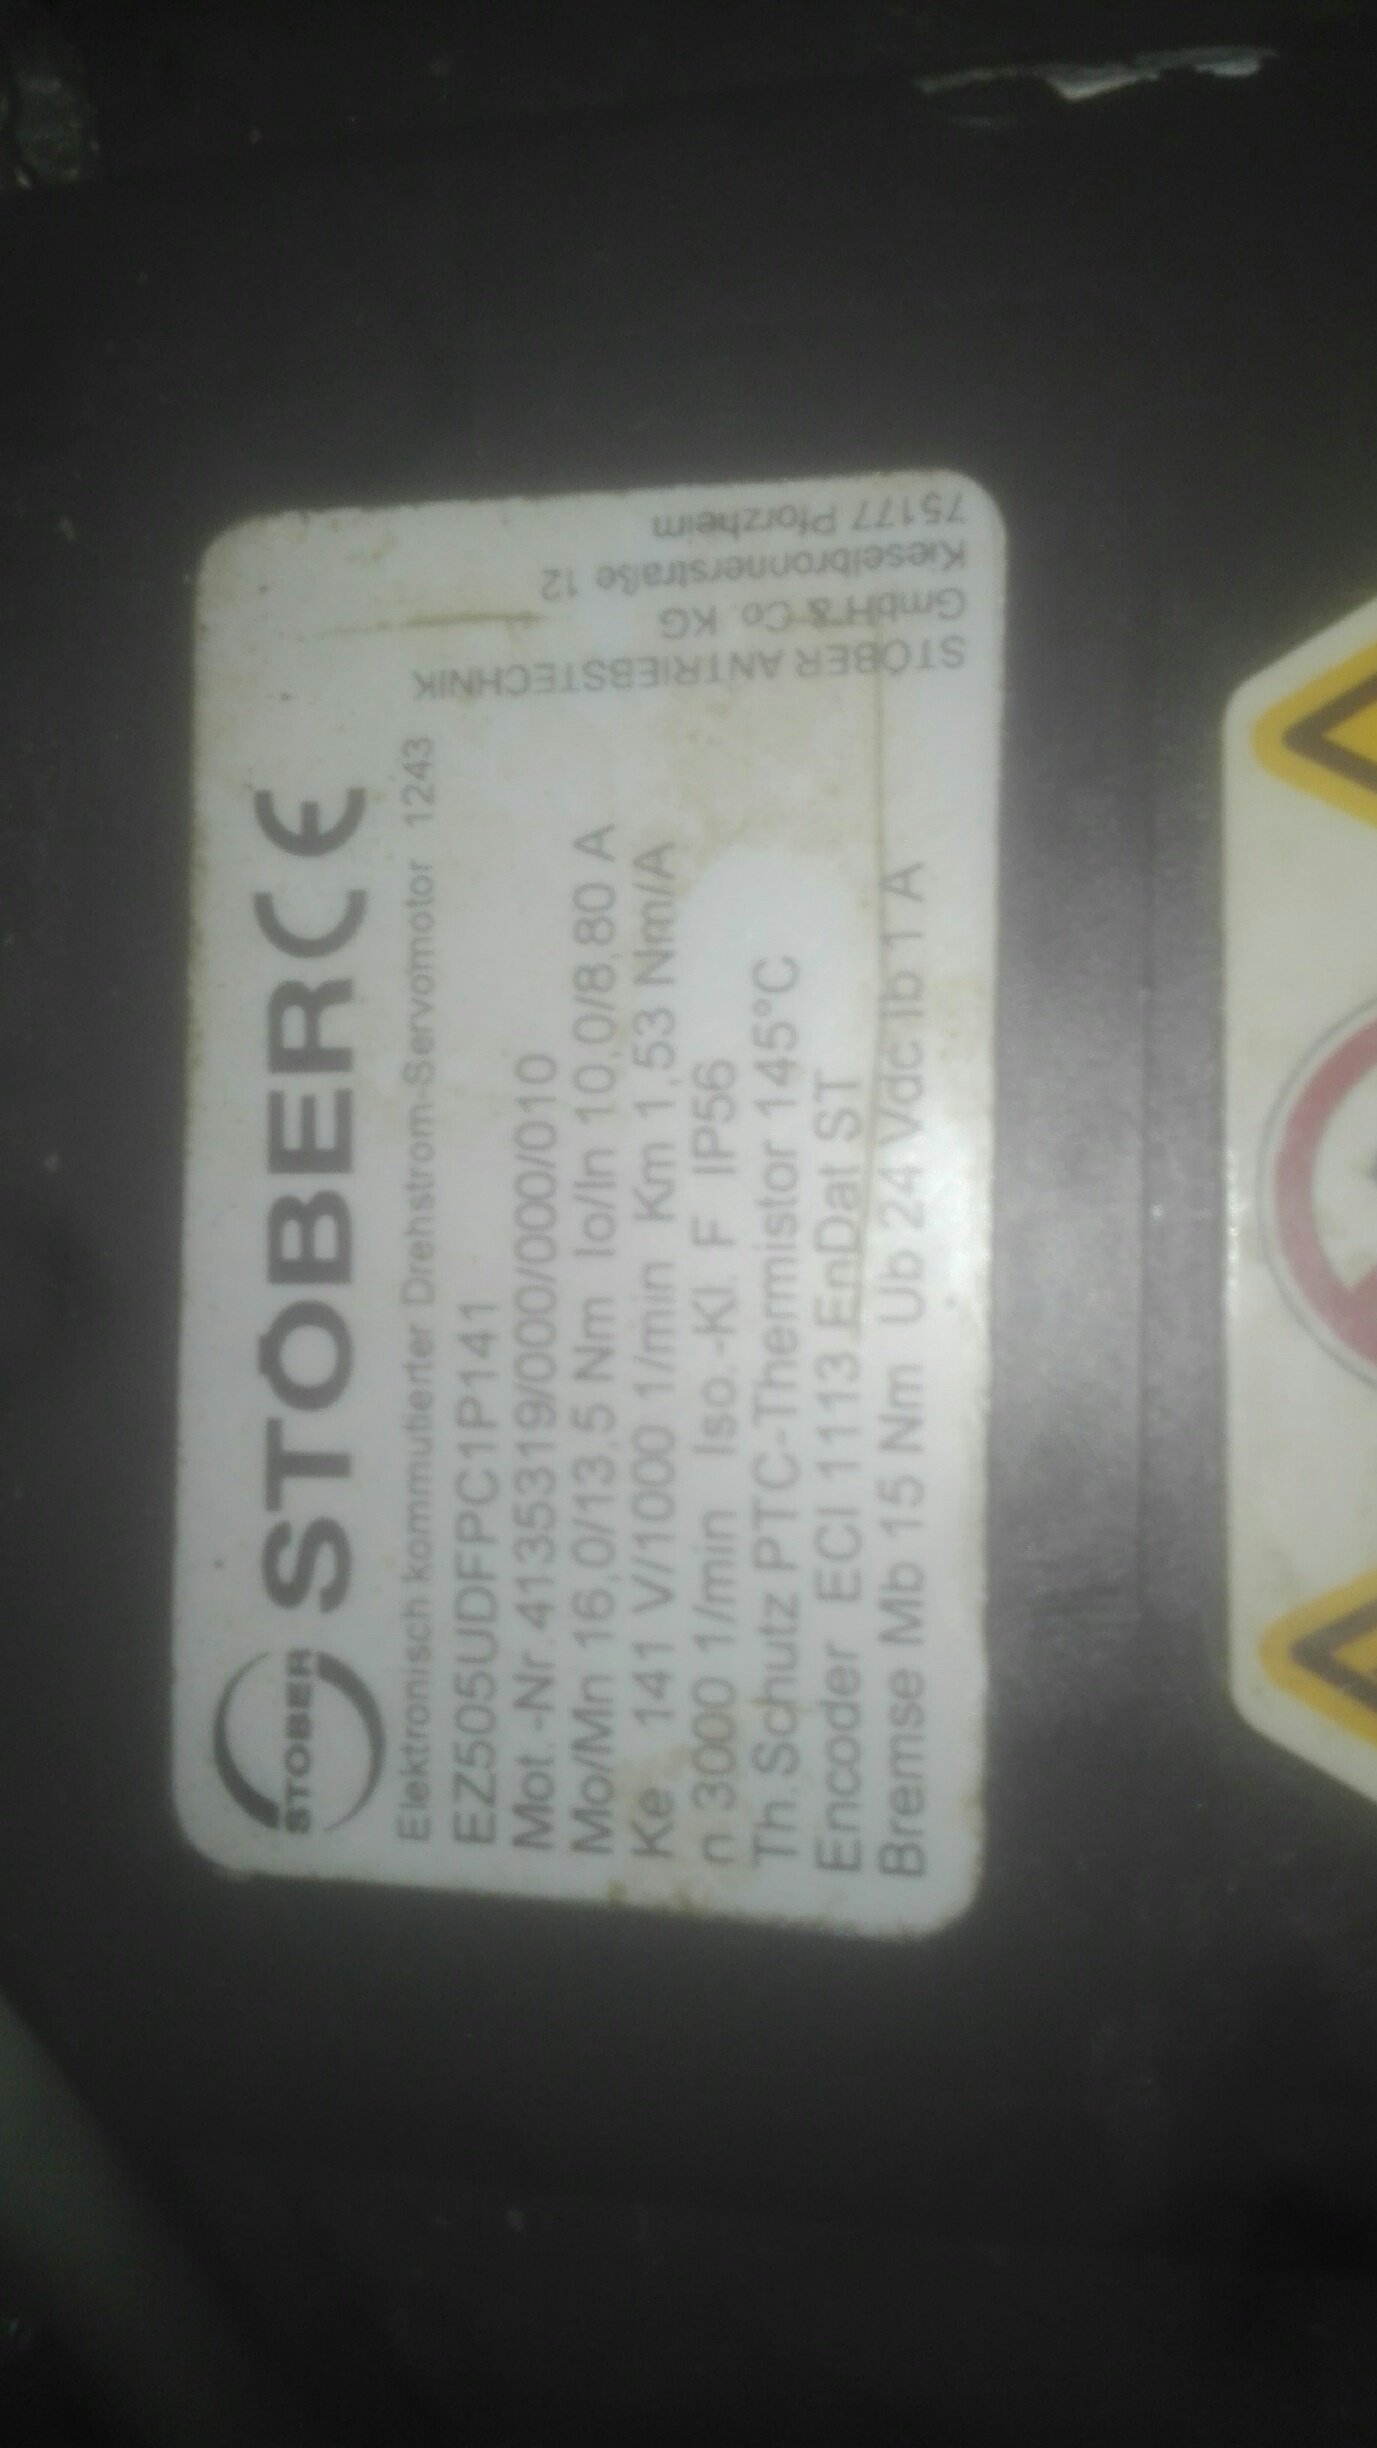 STÖBER STÖBER CE
Elektronisch kommutierter Drehstrom-Servomotor 1243
EZ505UDFPC1P141
Mot.-Nr.4135319/000/000/010
Mo/Mn 16,0/13,5 Nm Io/In 10,0/8,80 A
Ke 141 V/1000 1/min Km 1,53 Nm/A
n 3000 1/min Iso.-Kl. F IP56
Th.Schutz PTC-Thermistor 145°C
Encoder ECI 1113 EnDat ST
Bremse Mb 15 Nm Ub 24 Vdc Ib 1 A
STÖBER ANTRIEBSTECHNIK
GmbH & Co. KG
Kieselbronnerstraße 12
75177 Pforzheim